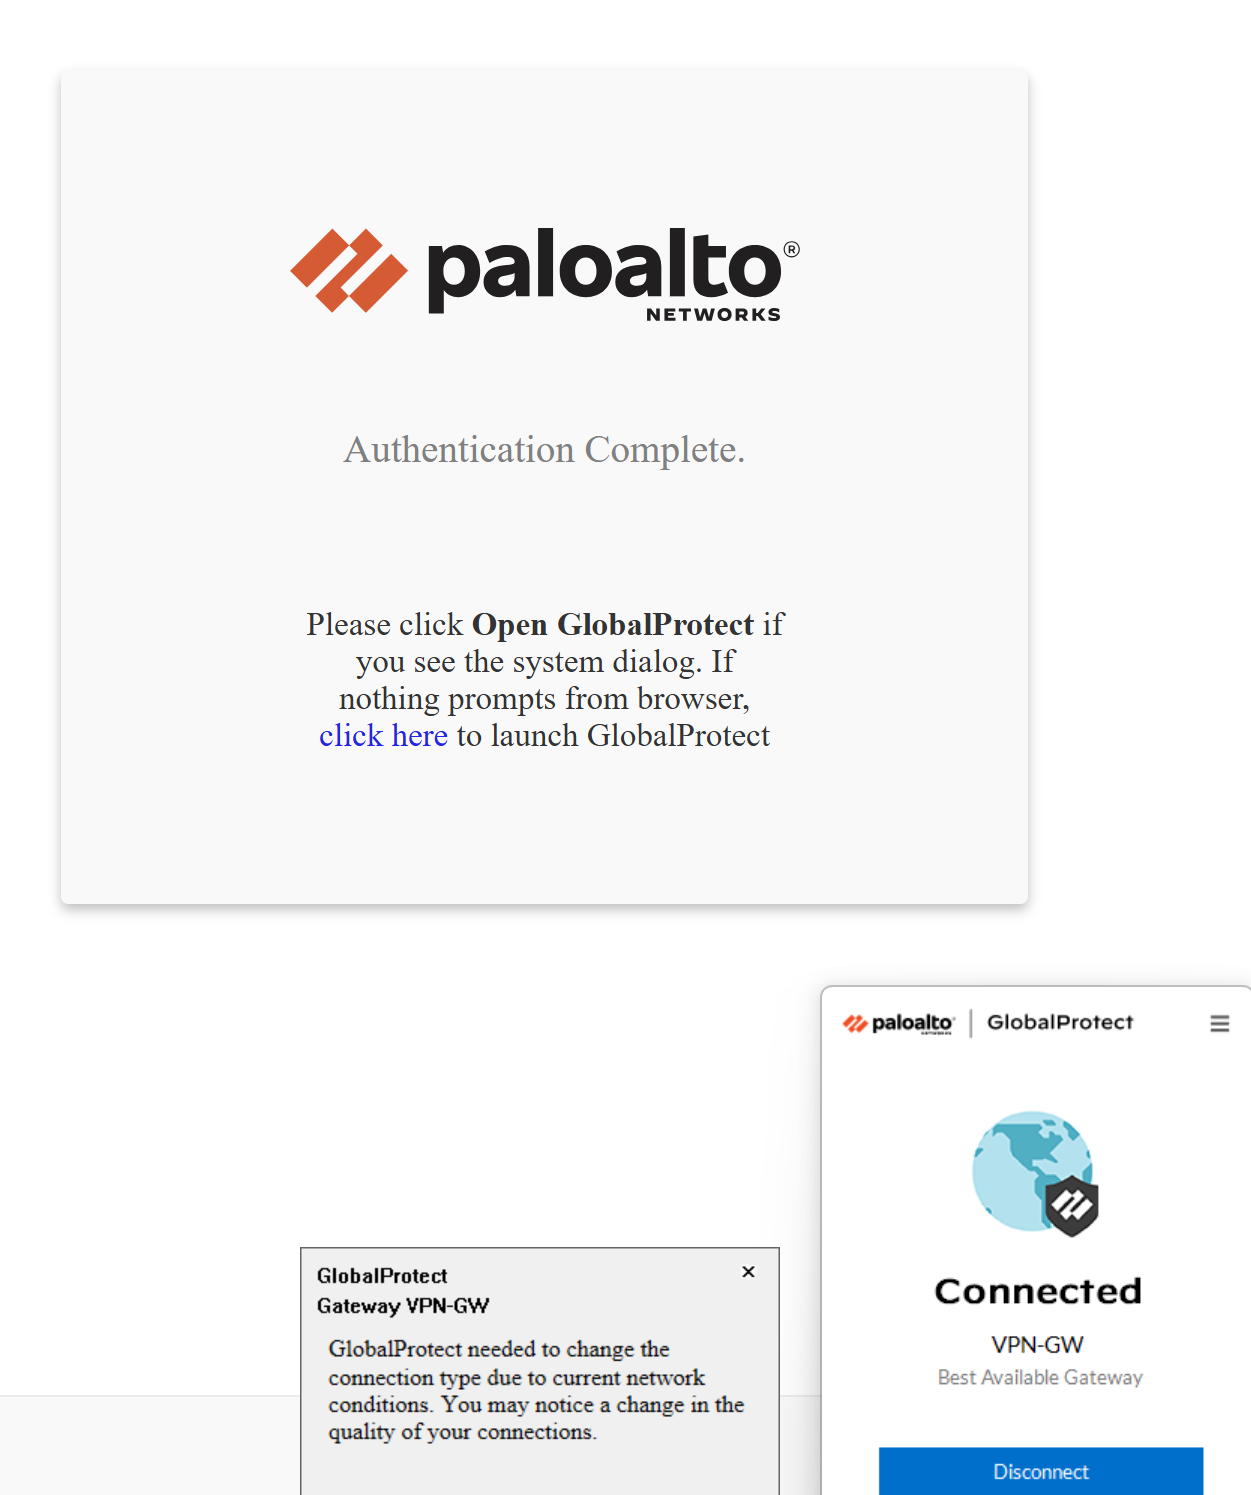 paloalto®
NETWORKS
Authentication Complete.
Please click Open GlobalProtect if
you see the system dialog. If
nothing prompts from browser,
click here to launch GlobalProtect
paloalto
NETWORKS
GlobalProtect
Connected
VPN-GW
Best Available Gateway
Disconnect
GlobalProtect
Gateway VPN-GW
GlobalProtect needed to change the
connection type due to current network
conditions. You may notice a change in the
quality of your connections.